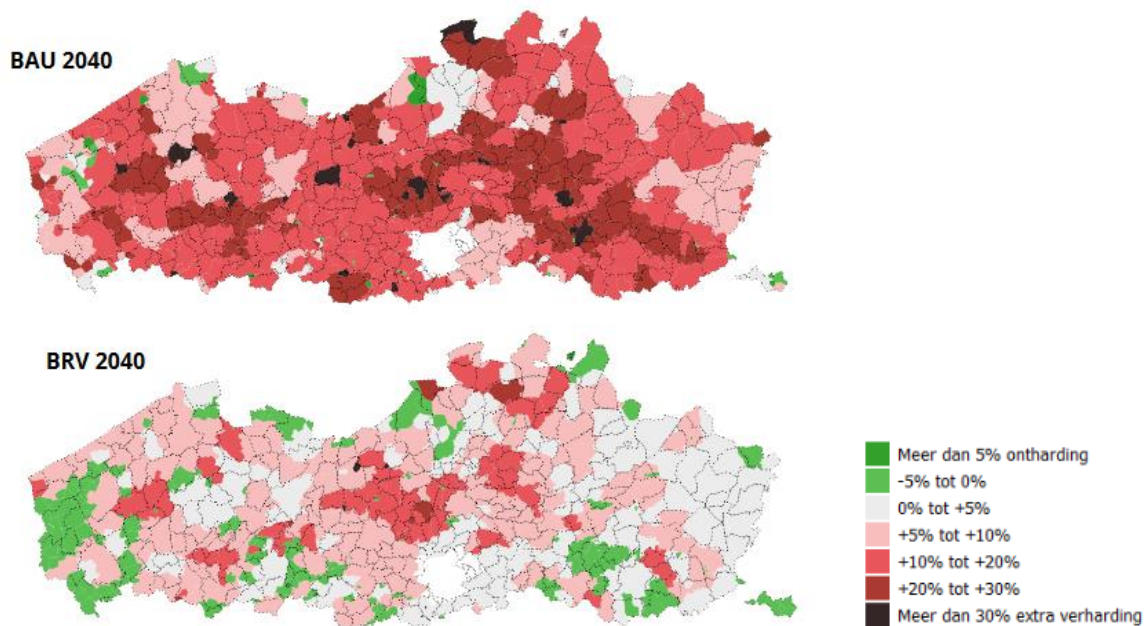 BAU 2040
BRV 2040
Meer dan 5% ontharding
-5% tot 0%
0% tot +5%
+5% tot +10%
+10% tot +20%
+20% tot +30%
Meer dan 30% extra verharding